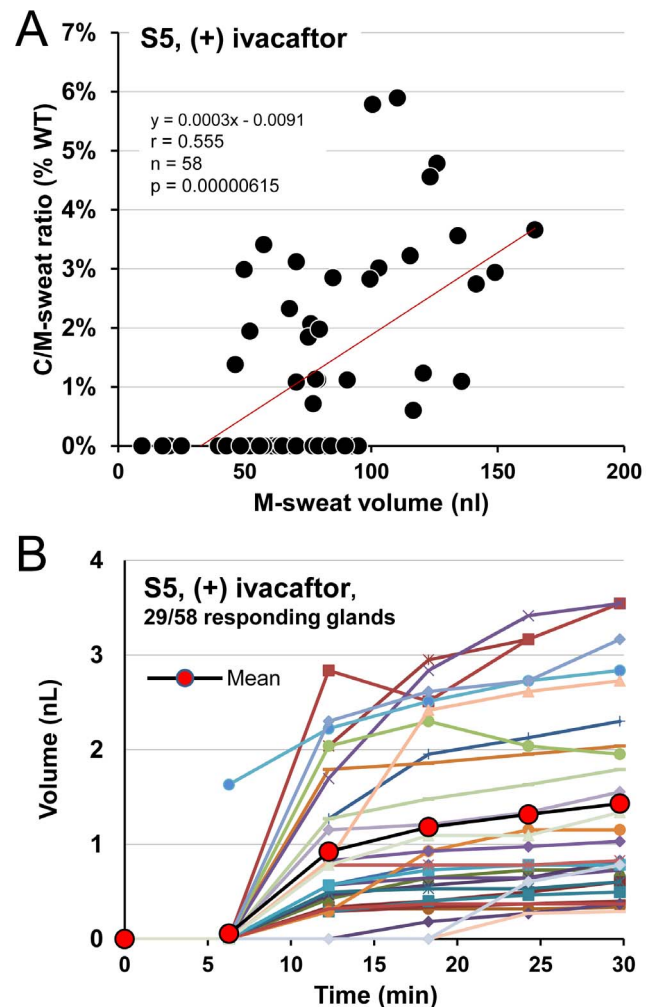 A
S5, (+) ivacaftor
y = 0.0003x - 0.0091
r = 0.555
n = 58
p = 0.00000615
7%
6%
5%
4%
3%
2%
1%
0%
C/M-sweat ratio (% WT)
0 50 100 150 200
M-sweat volume (nl)
B
S5, (+) ivacaftor,
29/58 responding glands
Mean
4
3
2
1
0
Volume (nL)
0 5 10 15 20 25 30
Time (min)